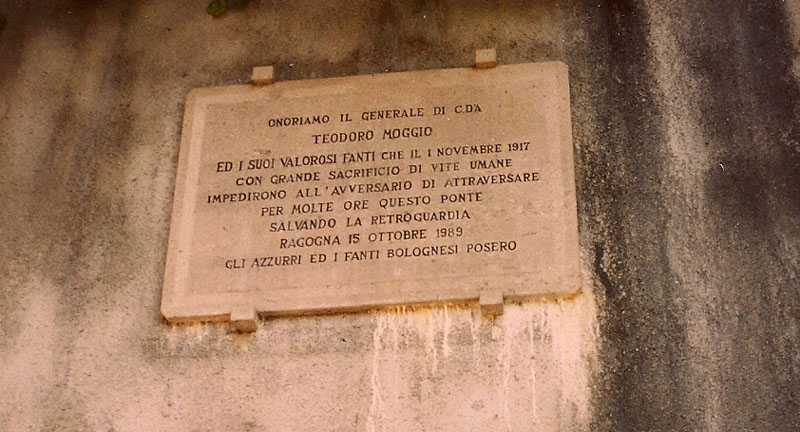 ONORIAMO IL GENERALE DI C.D'A
TEODORO MOGGIO
ED I SUOI VALOROSI FANTI CHE IL 1 NOVEMBRE 1917
CON GRANDE SACRIFICIO DI VITE UMANE
IMPEDIRONO ALL'AVVERSARIO DI ATTRAVERSARE
PER MOLTE ORE QUESTO PONTE
SALVANDO LA RETROGUARDIA
RAGOGNA 15 OTTOBRE 1989
GLI AZZURRI ED I FANTI BOLOGNESI POSERO